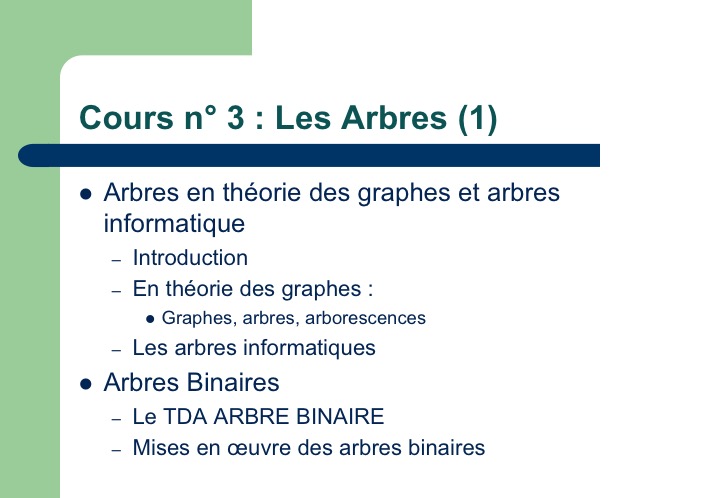 Cours n° 3 : Les Arbres (1)
Arbres en théorie des graphes et arbres
informatique
– Introduction
– En théorie des graphes :
Graphes, arbres, arborescences
– Les arbres informatiques
Arbres Binaires
– Le TDA ARBRE BINAIRE
– Mises en œuvre des arbres binaires